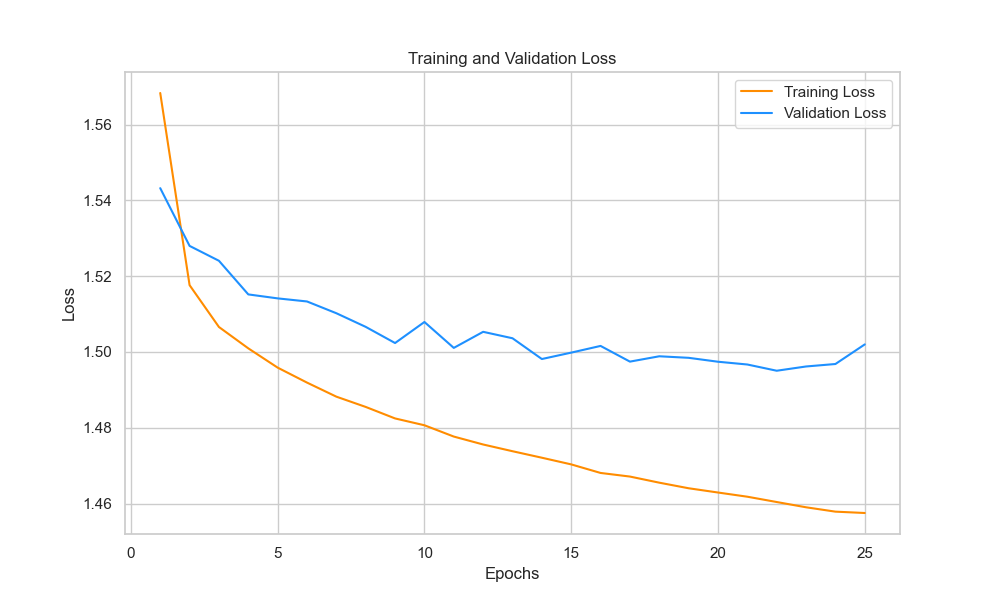 Training and Validation Loss
Training Loss
Validation Loss
1.56
1.54
1.52
1.50
1.48
1.46
Loss
0 5 10 15 20 25
Epochs